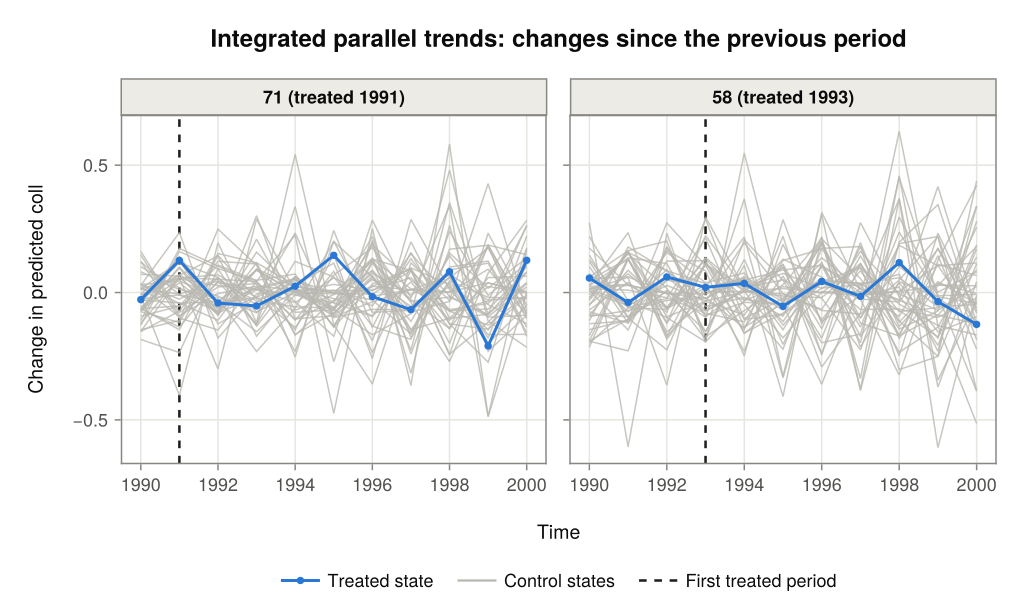 Integrated parallel trends: changes since the previous period
71 (treated 1991)
58 (treated 1993)
Change in predicted coll
0.5
0.0
−0.5
1990 1992 1994 1996 1998 2000
1990 1992 1994 1996 1998 2000
Time
Treated state Control states First treated period